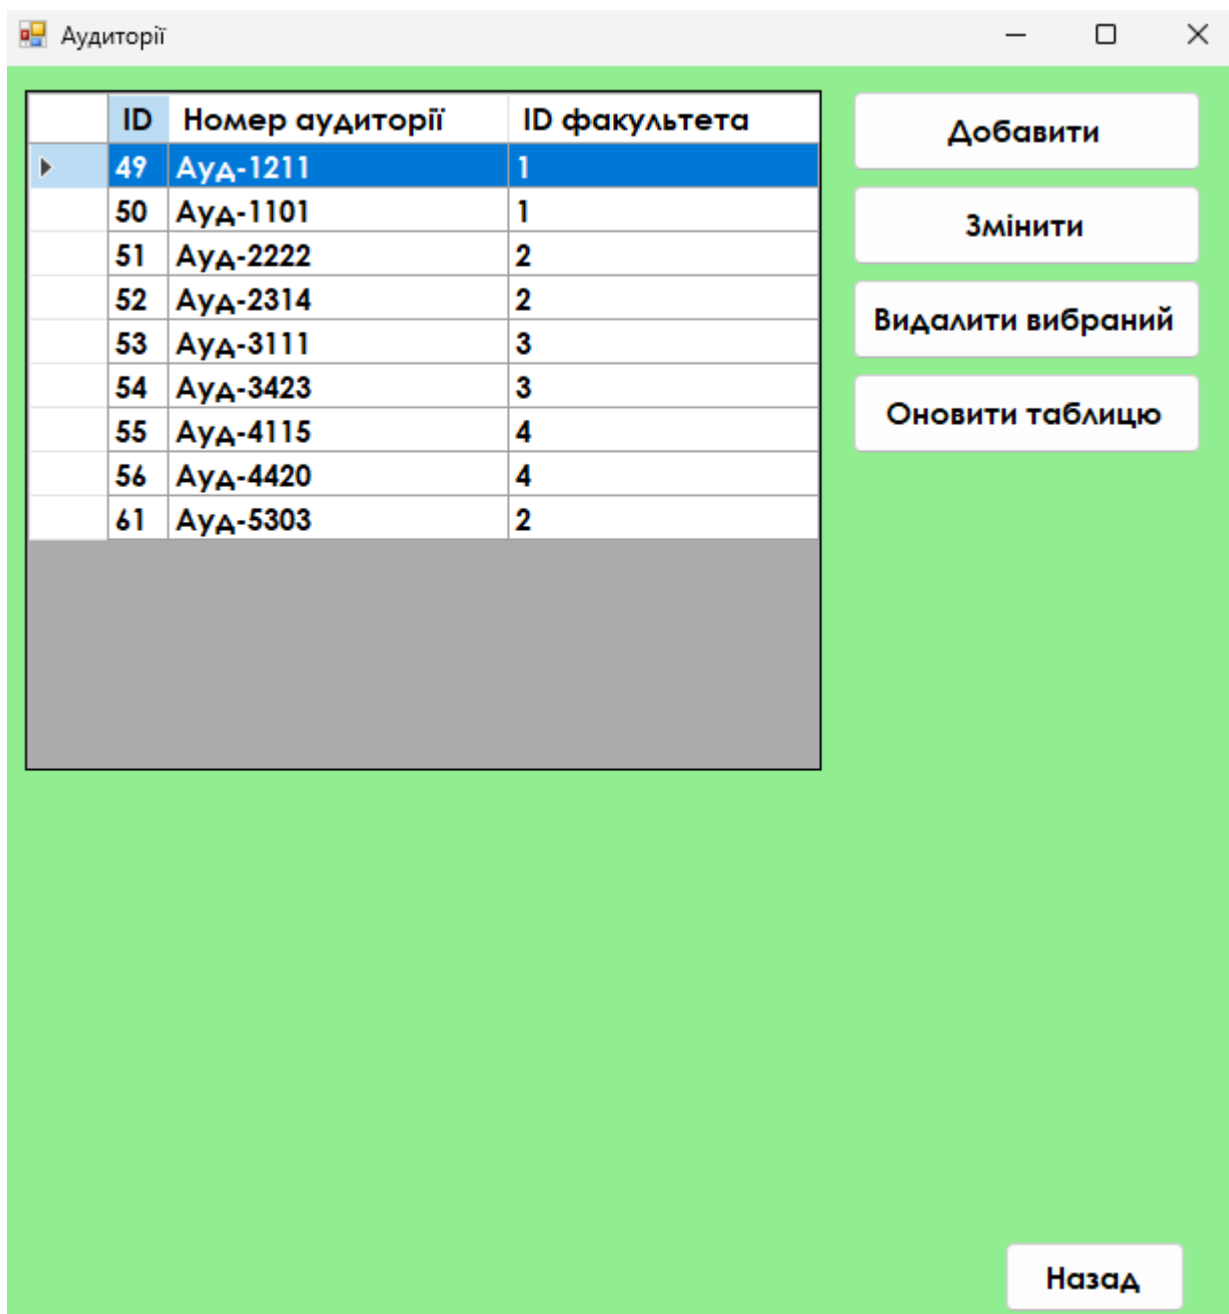 Аудиторії
ID Номер аудиторії ID факультета
49 Ауд-1211 1
50 Ауд-1101 1
51 Ауд-2222 2
52 Ауд-2314 2
53 Ауд-3111 3
54 Ауд-3423 3
55 Ауд-4115 4
56 Ауд-4420 4
61 Ауд-5303 2
Добавити
Змінити
Видалити вибраний
Оновити таблицю
Назад